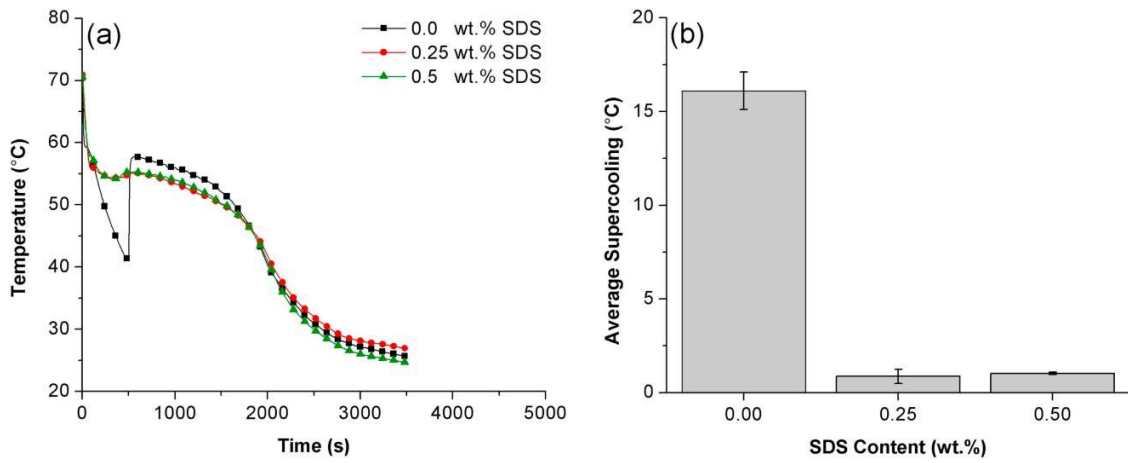 (a)
0.0 wt.% SDS
0.25 wt.% SDS
0.5 wt.% SDS
80
70
60
50
40
30
20
Temperature (°C)
0 1000 2000 3000 4000 5000
Time (s)
(b)
20
15
10
5
0
Average Supercooling (°C)
0.00 0.25 0.50
SDS Content (wt.%)